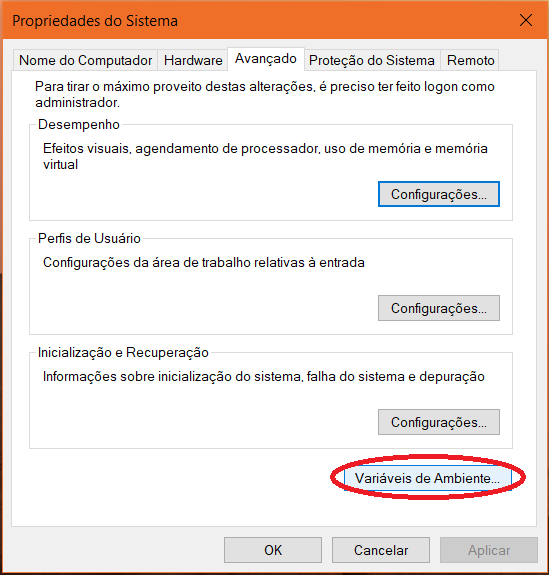 Propriedades do Sistema
Nome do Computador
Hardware
Avançado
Proteção do Sistema
Remoto
Para tirar o máximo proveito destas alterações, é preciso ter feito logon como
administrador.
Desempenho
Efeitos visuais, agendamento de processador, uso de memória e memória
virtual
Configurações...
Perfis de Usuário
Configurações da área de trabalho relativas à entrada
Configurações...
Inicialização e Recuperação
Informações sobre inicialização do sistema, falha do sistema e depuração
Configurações...
Variáveis de Ambiente...
OK
Cancelar
Aplicar